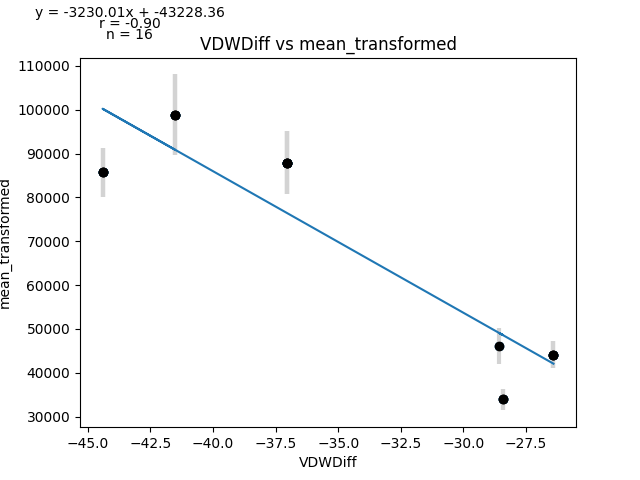 y = -3230.01x + -43228.36
r = -0.90
n = 16
VDWDiff vs mean_transformed
110000
100000
90000
80000
70000
60000
50000
40000
30000
mean_transformed
−45.0 −42.5 −40.0 −37.5 −35.0 −32.5 −30.0 −27.5
VDWDiff